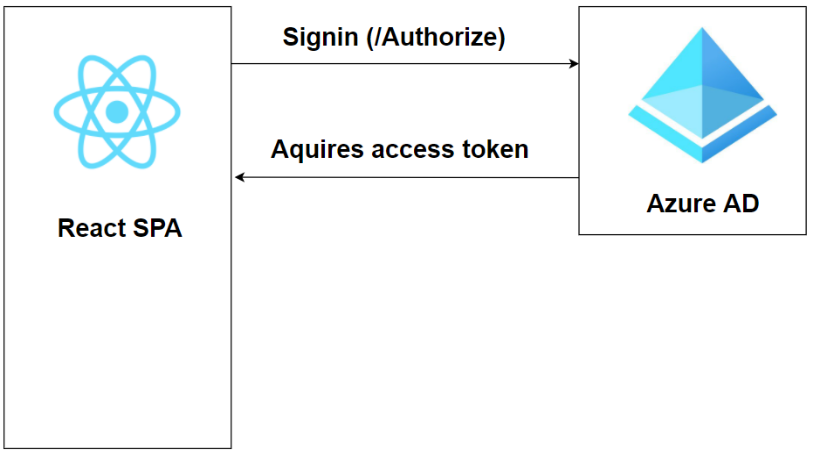 Signin (/Authorize)
Aquires access token
React SPA
Azure AD